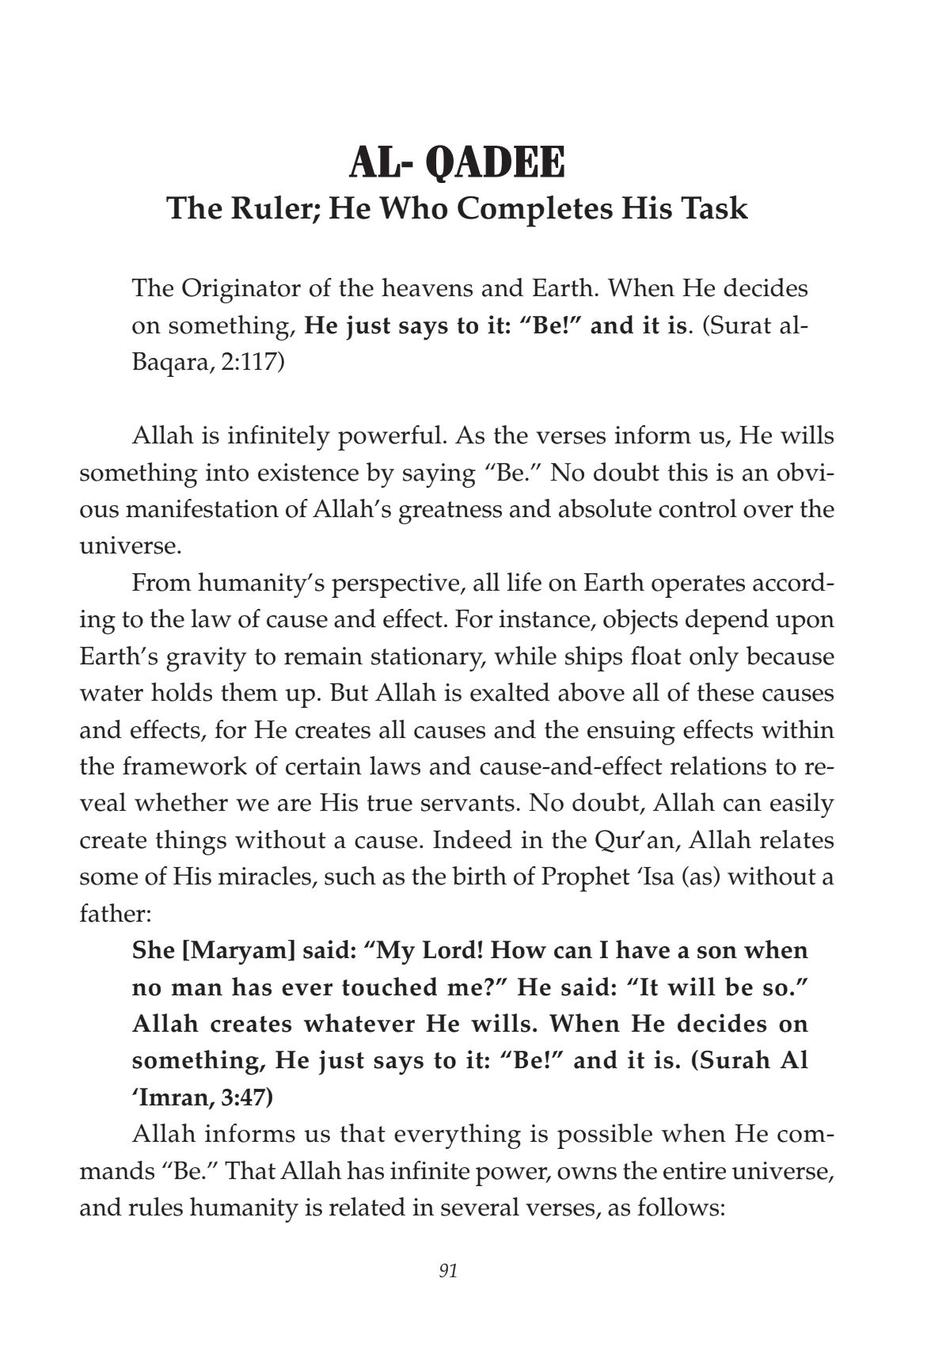 AL- QADEE
The Ruler; He Who Completes His Task
The Originator of the heavens and Earth. When He decides
on something, He just says to it: “Be!” and it is. (Surat al-
Baqara, 2:117)
Allah is infinitely powerful. As the verses inform us, He wills
something into existence by saying “Be.” No doubt this is an obvi-
ous manifestation of Allah’s greatness and absolute control over the
universe.
From humanity’s perspective, all life on Earth operates accord-
ing to the law of cause and effect. For instance, objects depend upon
Earth’s gravity to remain stationary, while ships float only because
water holds them up. But Allah is exalted above all of these causes
and effects, for He creates all causes and the ensuing effects within
the framework of certain laws and cause-and-effect relations to re-
veal whether we are His true servants. No doubt, Allah can easily
create things without a cause. Indeed in the Qur’an, Allah relates
some of His miracles, such as the birth of Prophet ‘Isa (as) without a
father:
She [Maryam] said: “My Lord! How can I have a son when
no man has ever touched me?” He said: “It will be so.”
Allah creates whatever He wills. When He decides on
something, He just says to it: “Be!” and it is. (Surah Al
‘Imran, 3:47)
Allah informs us that everything is possible when He com-
mands “Be.” That Allah has infinite power, owns the entire universe,
and rules humanity is related in several verses, as follows:
91